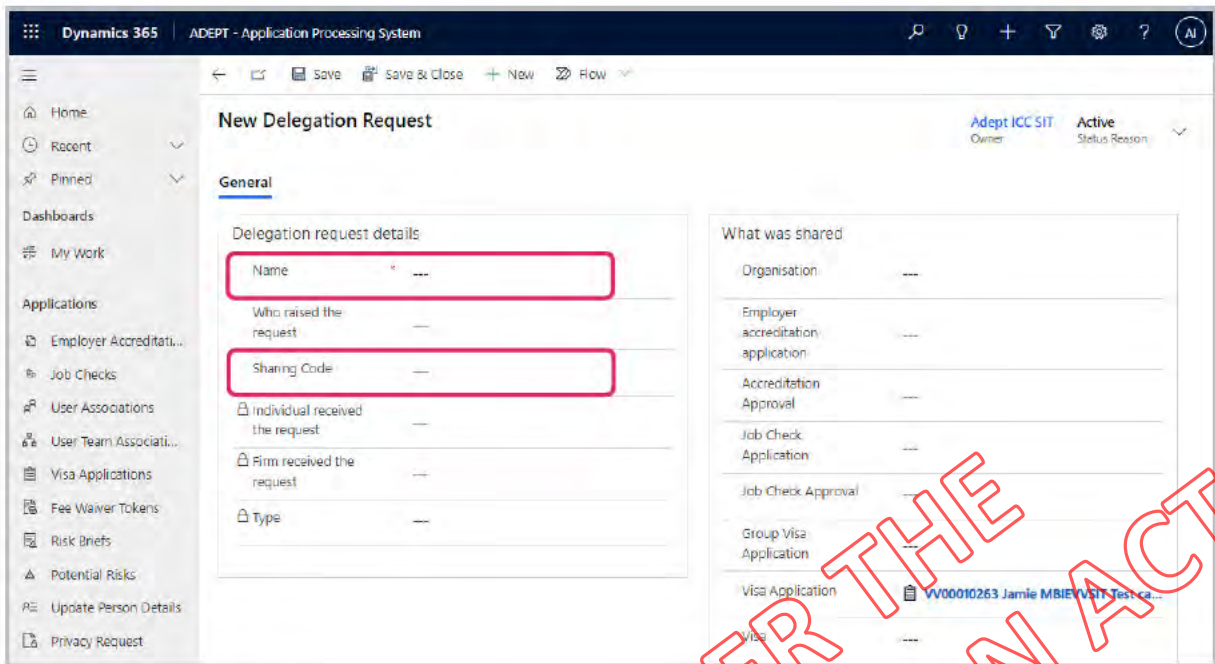 Dynamics 365 ADEPT - Application Processing System AI
Save Save & Close New Flow
Home
Recent
Pinned
Dashboards
My Work
Applications
Employer Accreditati...
Job Checks
User Associations
User Team Associati...
Visa Applications
Fee Waiver Tokens
Risk Briefs
Potential Risks
Update Person Details
Privacy Request
New Delegation Request
Adept ICC SIT Active
Owner Status Reason
General
Delegation request details
Name * ---
Who raised the
request ---
Sharing Code ---
Individual received
the request ---
Firm received the
request ---
Type ---
What was shared
Organisation ---
Employer
accreditation
application ---
Accreditation
Approval ---
Job Check
Application ---
Job Check Approval ---
Group Visa
Application ---
Visa Application VV00010263 Jamie MBIEVVSIT Test ca...
Visa ---
ER THE
N ACT